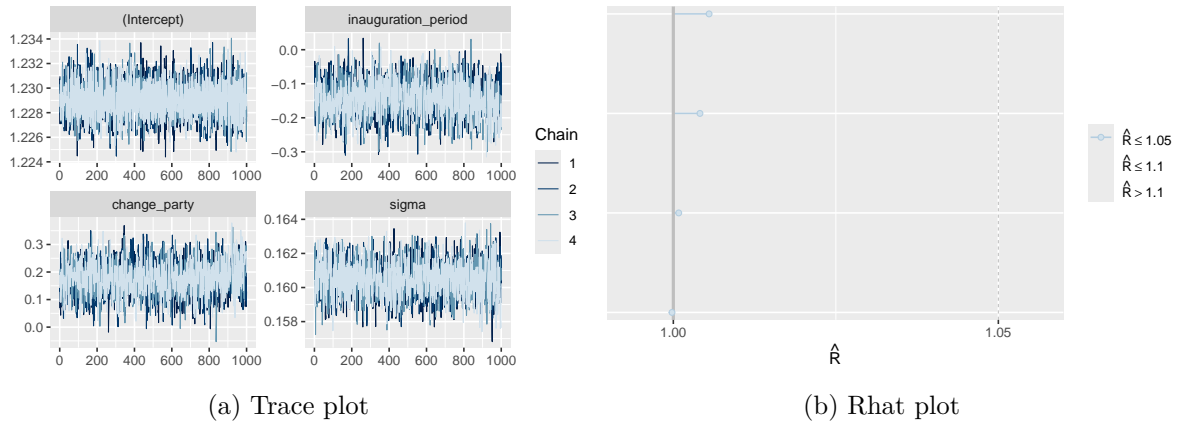 (Intercept)
inauguration_period
1.234
1.230
1.228
1.226
1.224
0 200 400 600 800 1000
0.0
−0.1
−0.2
−0.3
0 200 400 600 800 1000
change_party
sigma
0.3
0.2
0.1
0.0
0 200 400 600 800 1000
0.164
0.162
0.160
0.158
0 200 400 600 800 1000
Chain
1
2
3
4
(a) Trace plot
1.00 1.05
R̂
R̂ ≤ 1.05
R̂ ≤ 1.1
R̂ > 1.1
(b) Rhat plot